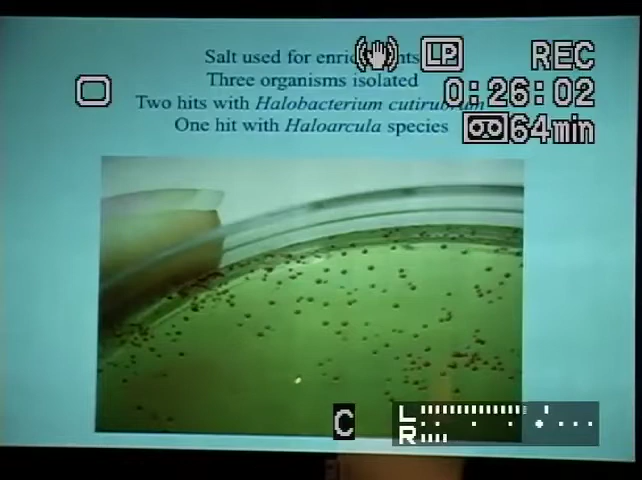 Salt used for
Three organisms isolated
Two hits with Halobacterium cutirubrum
One hit with Haloarcula species
LP
REC
0:26:02
64min
C
L
R